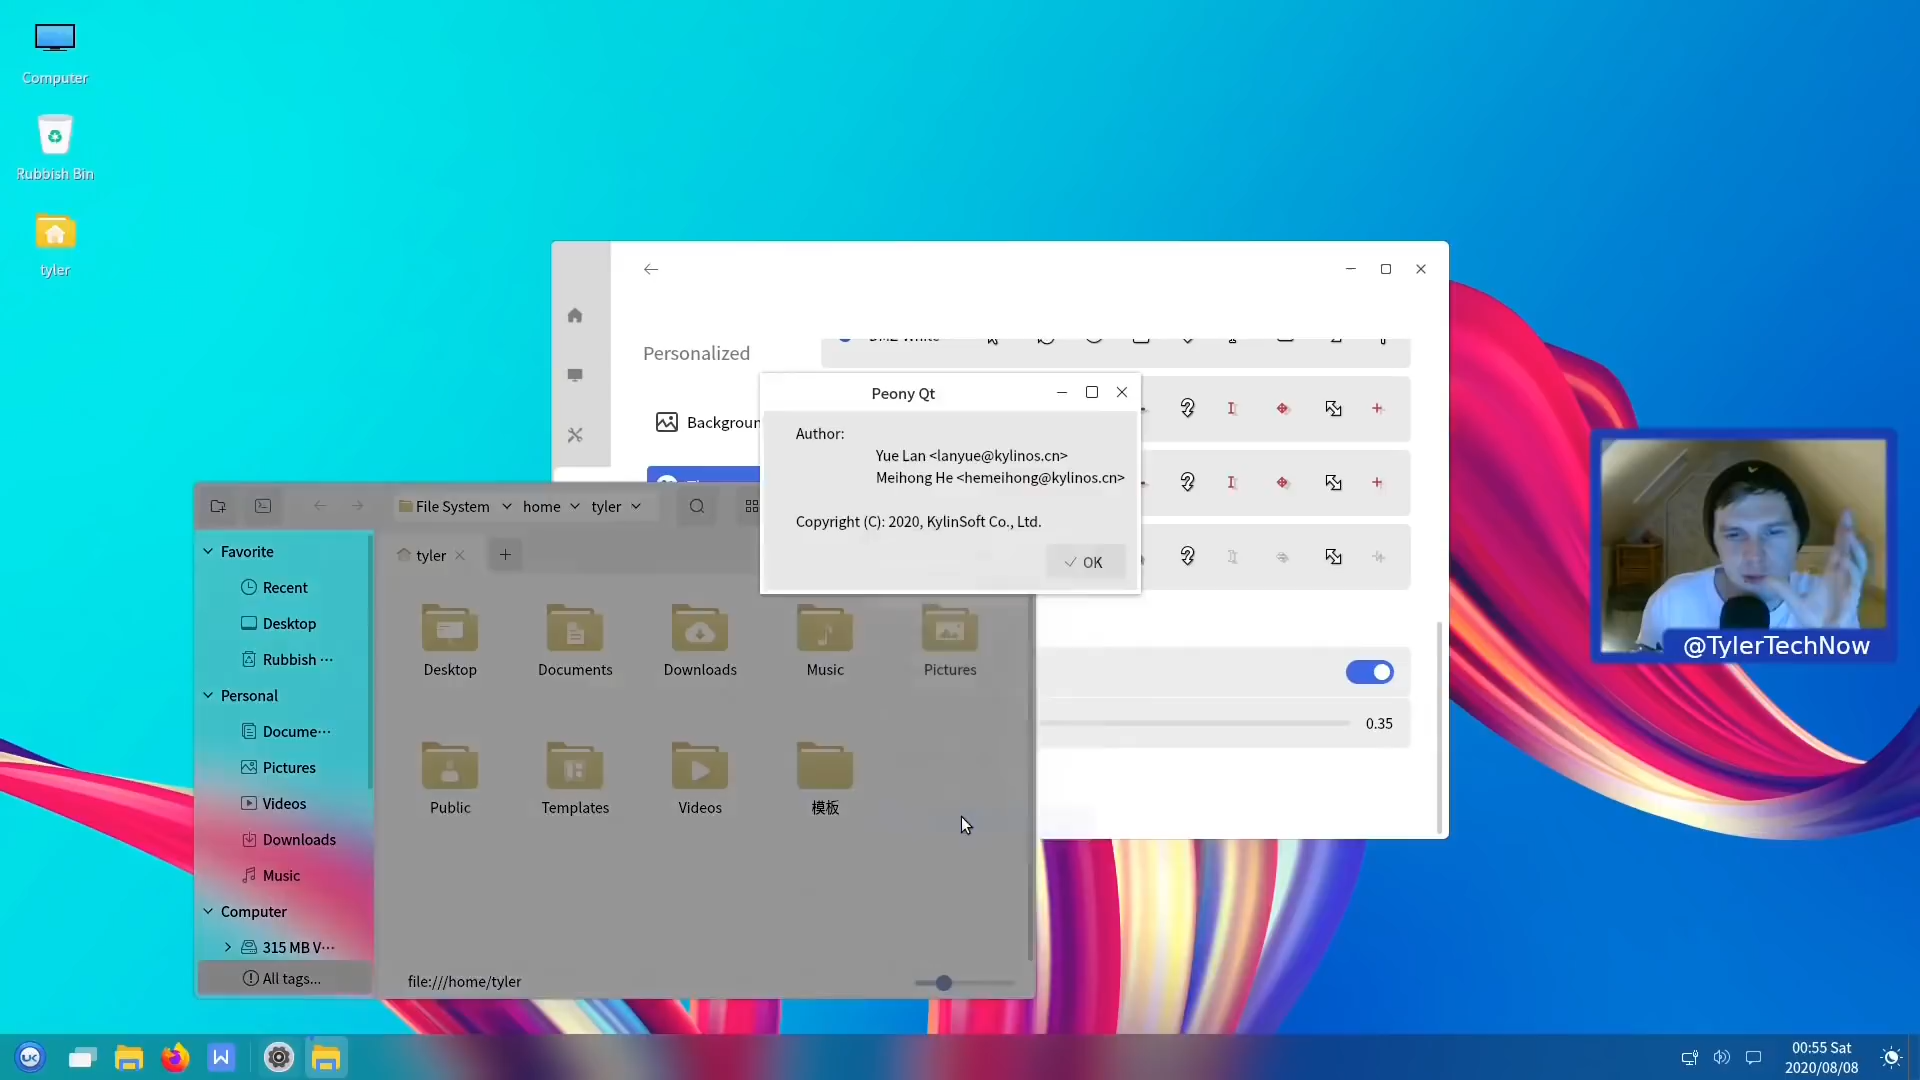 Computer
Rubbish Bin
tyler
Personalized
Peony Qt
Author:
Yue Lan <lanyue@kylinos.cn>
Meihong He <hemeihong@kylinos.cn>
Copyright (C): 2020, KylinSoft Co., Ltd.
OK
0.35
File System
home
tyler
tyler
Favorite
Recent
Desktop
Rubbish ···
Personal
Docume···
Pictures
Videos
Downloads
Music
Computer
315 MB V···
All tags...
Desktop
Documents
Downloads
Music
Pictures
Public
Templates
Videos
模板
file:///home/tyler
@TylerTechNow
UK
W
00:55 Sat
2020/08/08